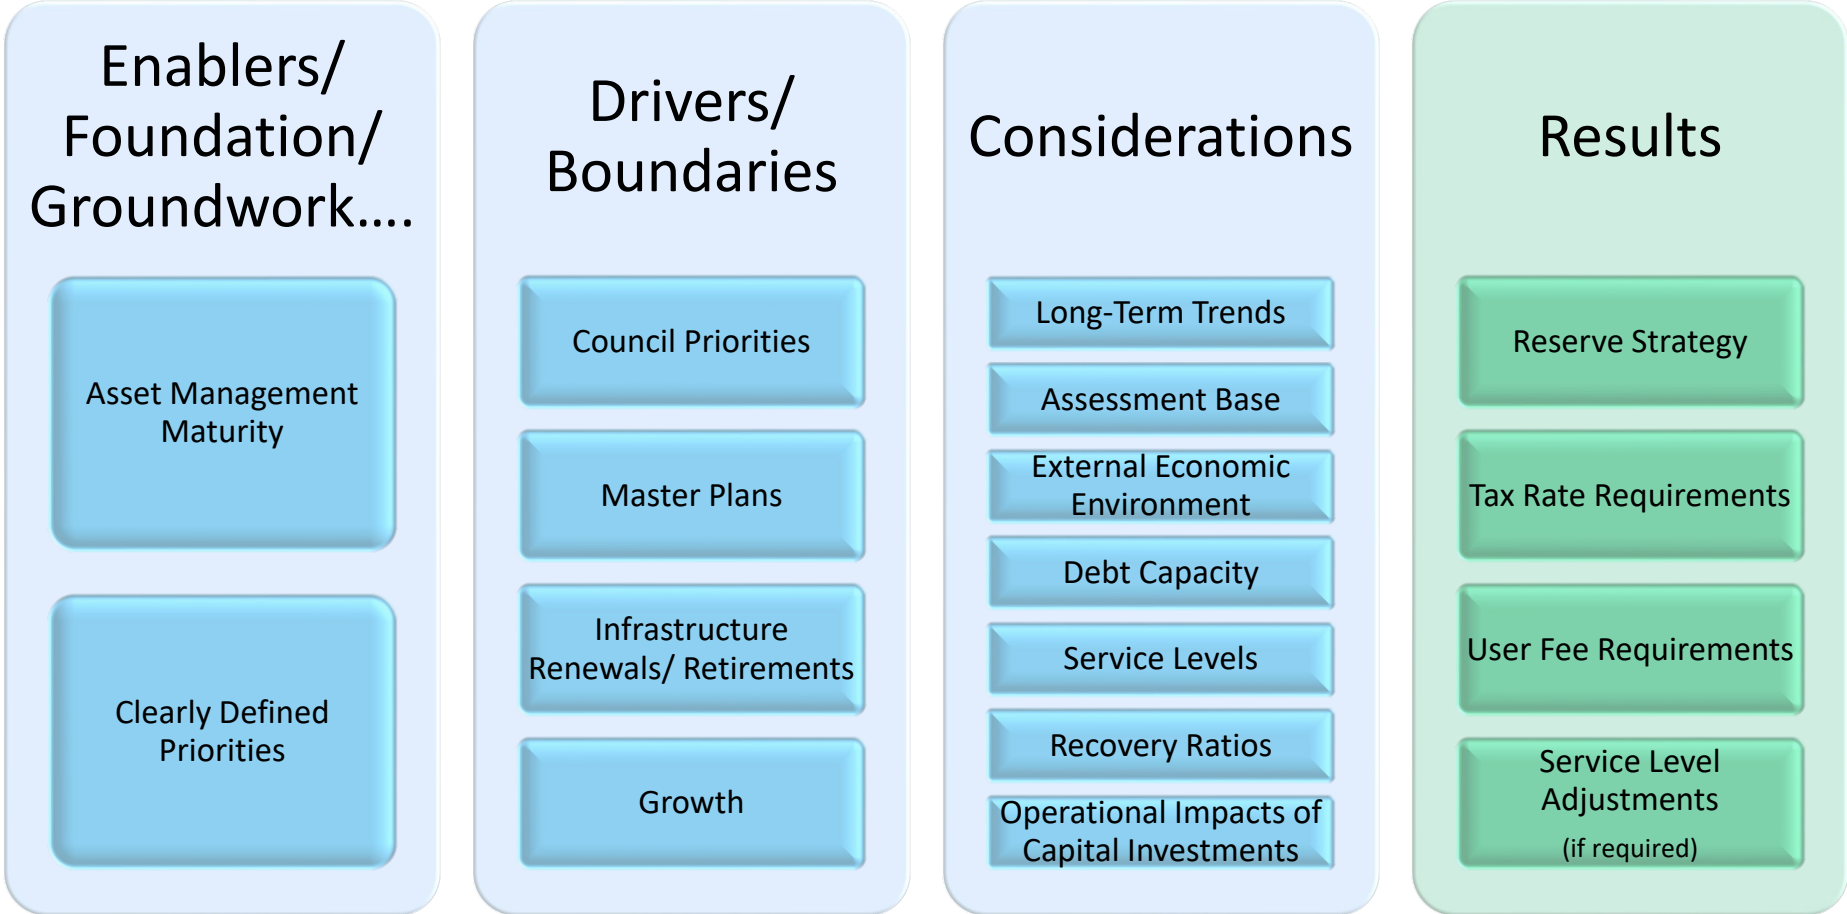 Enablers/
Foundation/
Groundwork....
Asset Management
Maturity
Clearly Defined
Priorities
Drivers/
Boundaries
Council Priorities
Master Plans
Infrastructure
Renewals/ Retirements
Growth
Considerations
Long-Term Trends
Assessment Base
External Economic
Environment
Debt Capacity
Service Levels
Recovery Ratios
Operational Impacts of
Capital Investments
Results
Reserve Strategy
Tax Rate Requirements
User Fee Requirements
Service Level
Adjustments
(if required)